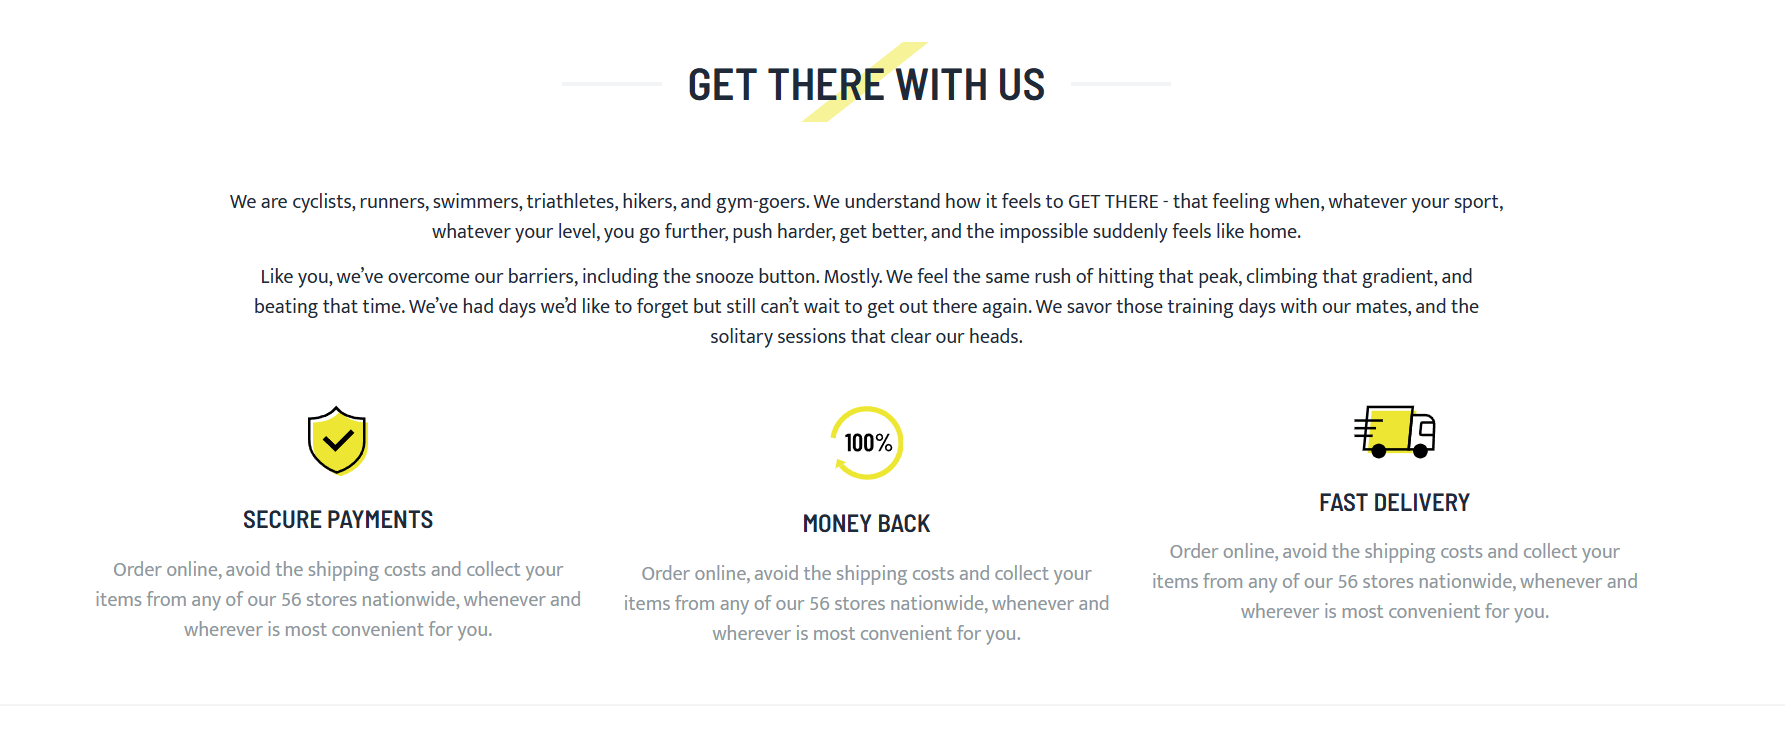 GET THERE WITH US
We are cyclists, runners, swimmers, triathletes, hikers, and gym-goers. We understand how it feels to GET THERE - that feeling when, whatever your sport,
whatever your level, you go further, push harder, get better, and the impossible suddenly feels like home.
Like you, we’ve overcome our barriers, including the snooze button. Mostly. We feel the same rush of hitting that peak, climbing that gradient, and
beating that time. We’ve had days we’d like to forget but still can’t wait to get out there again. We savor those training days with our mates, and the
solitary sessions that clear our heads.
SECURE PAYMENTS
Order online, avoid the shipping costs and collect your
items from any of our 56 stores nationwide, whenever and
wherever is most convenient for you.
100%
MONEY BACK
Order online, avoid the shipping costs and collect your
items from any of our 56 stores nationwide, whenever and
wherever is most convenient for you.
FAST DELIVERY
Order online, avoid the shipping costs and collect your
items from any of our 56 stores nationwide, whenever and
wherever is most convenient for you.